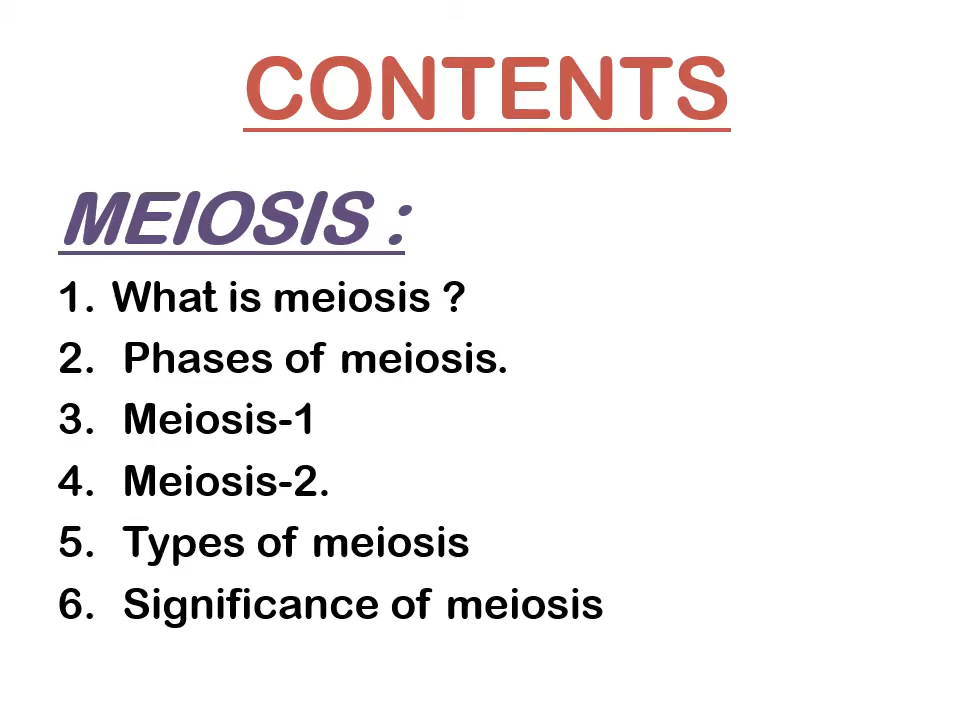 CONTENTS
MEIOSIS :
1. What is meiosis ?
2. Phases of meiosis.
3. Meiosis-1
4. Meiosis-2.
5. Types of meiosis
6. Significance of meiosis